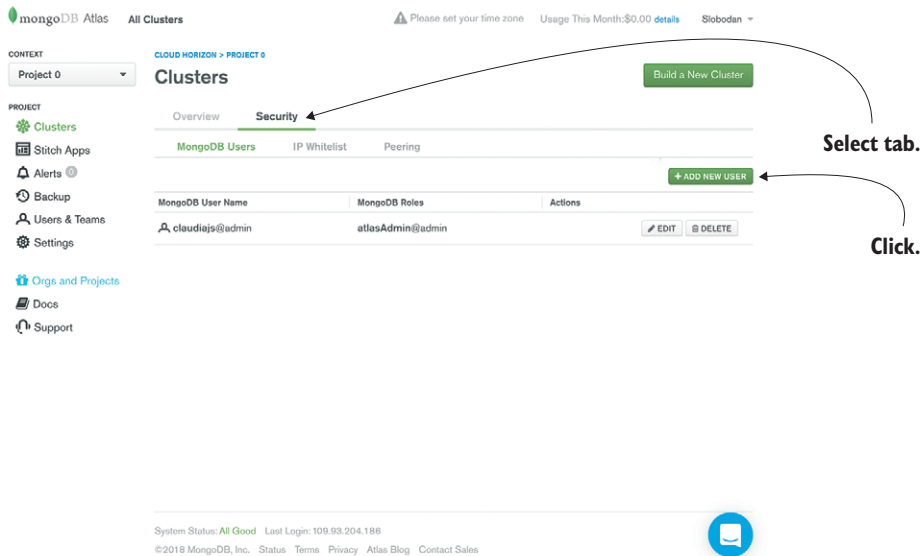 mongoDB Atlas All Clusters Please set your time zone Usage This Month:$0.00 details Slobodan
CONTEXT
Project 0
CLOUD HORIZON > PROJECT 0
Clusters
Build a New Cluster
PROJECT
Clusters
Stitch Apps
Alerts 0
Backup
Users & Teams
Settings
Orgs and Projects
Docs
Support
Overview Security
Select tab.
MongoDB Users IP Whitelist Peering
+ ADD NEW USER
Click.
MongoDB User Name MongoDB Roles Actions
claudiajs@admin atlasAdmin@admin EDIT DELETE
System Status: All Good Last Login: 109.93.204.186
©2018 MongoDB, Inc. Status Terms Privacy Atlas Blog Contact Sales